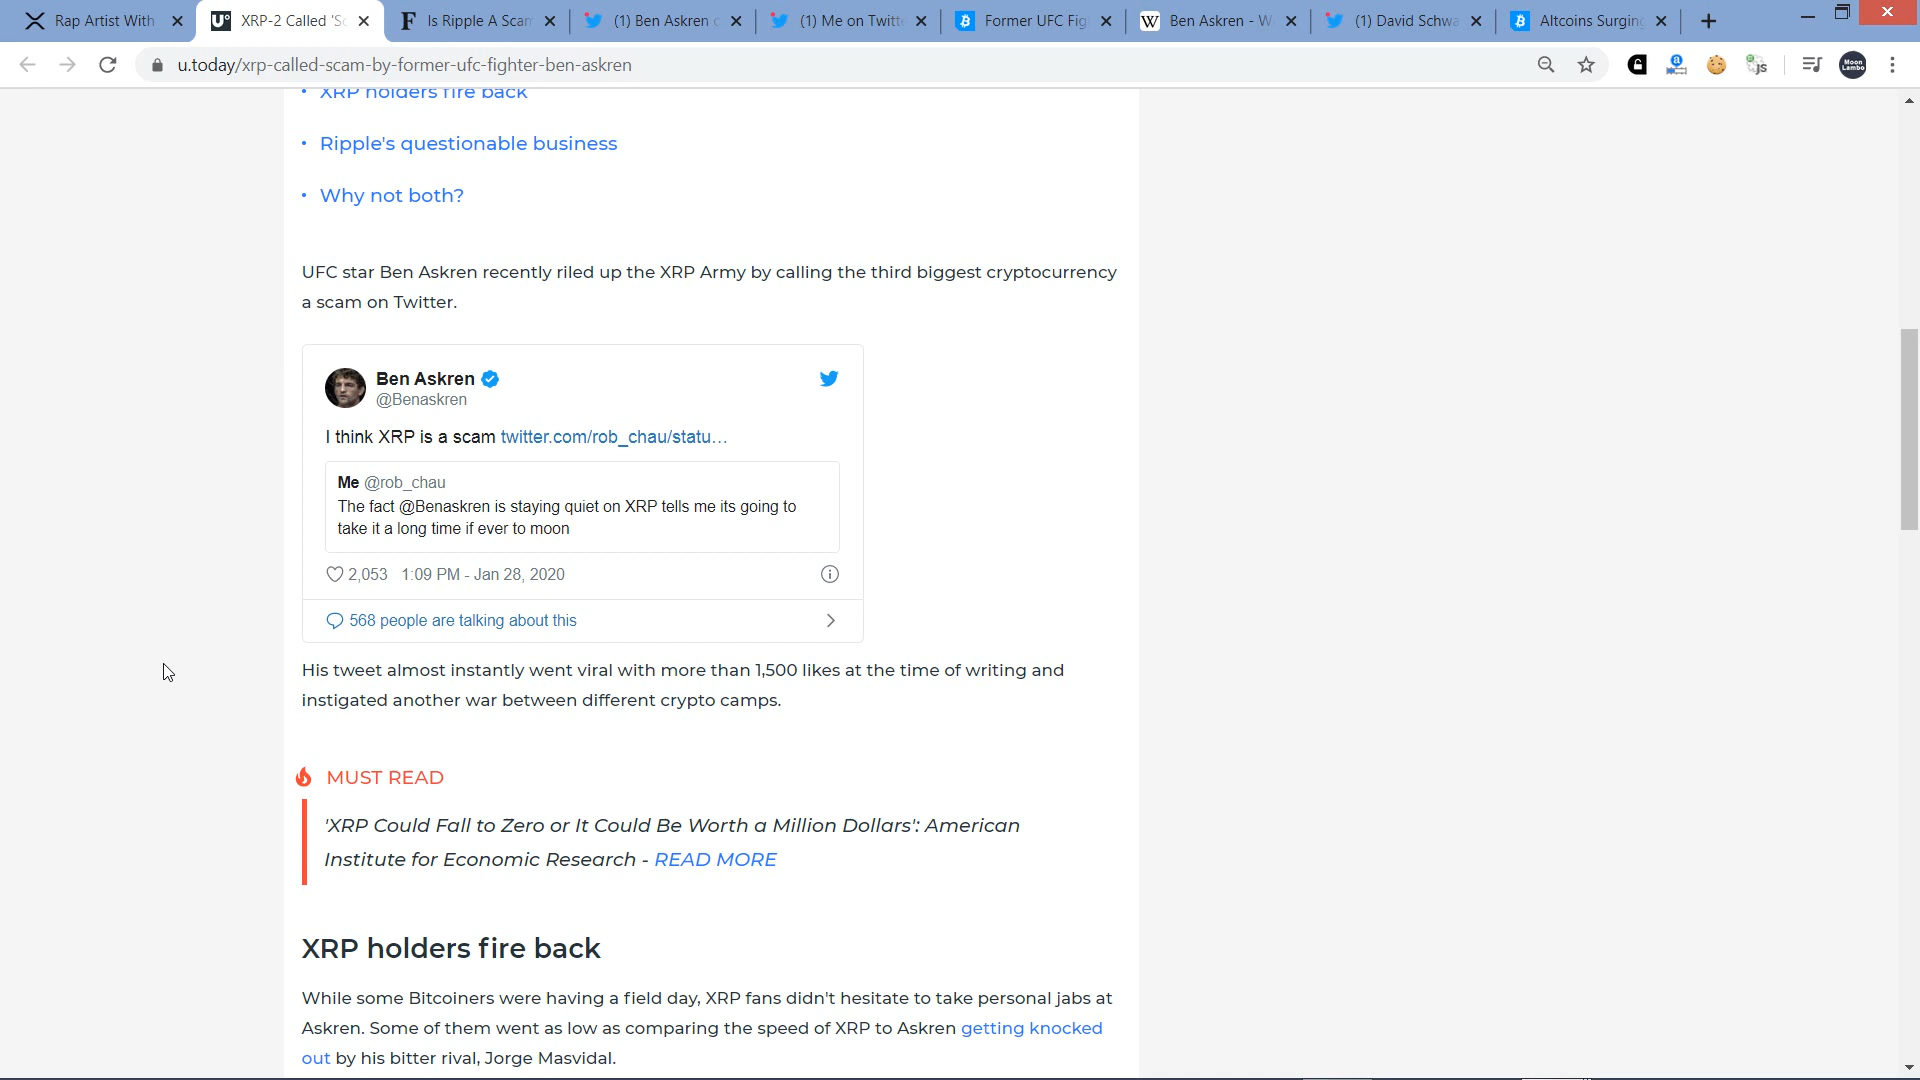 Rap Artist With
XRP-2 Called 'Sc
Is Ripple A Scam
(1) Ben Askren o
(1) Me on Twitte
Former UFC Fig
Ben Askren - W
(1) David Schwa
Altcoins Surging
u.today/xrp-called-scam-by-former-ufc-fighter-ben-askren
XRP holders fire back
Ripple's questionable business
Why not both?
UFC star Ben Askren recently riled up the XRP Army by calling the third biggest cryptocurrency
a scam on Twitter.
Ben Askren
@Benaskren
I think XRP is a scam twitter.com/rob_chau/statu…
Me @rob_chau
The fact @Benaskren is staying quiet on XRP tells me its going to
take it a long time if ever to moon
2,053 1:09 PM - Jan 28, 2020
568 people are talking about this
His tweet almost instantly went viral with more than 1,500 likes at the time of writing and
instigated another war between different crypto camps.
MUST READ
'XRP Could Fall to Zero or It Could Be Worth a Million Dollars': American
Institute for Economic Research - READ MORE
XRP holders fire back
While some Bitcoiners were having a field day, XRP fans didn't hesitate to take personal jabs at
Askren. Some of them went as low as comparing the speed of XRP to Askren getting knocked
out by his bitter rival, Jorge Masvidal.